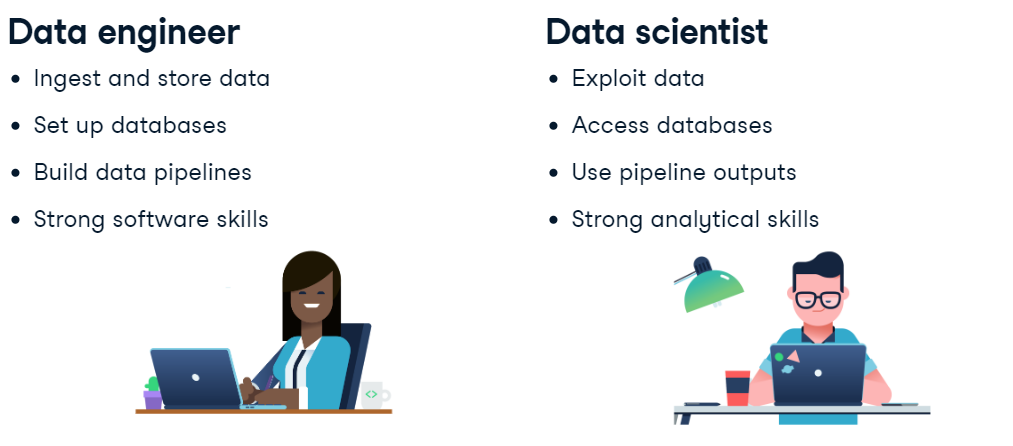 Data engineer
• Ingest and store data
• Set up databases
• Build data pipelines
• Strong software skills
Data scientist
• Exploit data
• Access databases
• Use pipeline outputs
• Strong analytical skills
<>